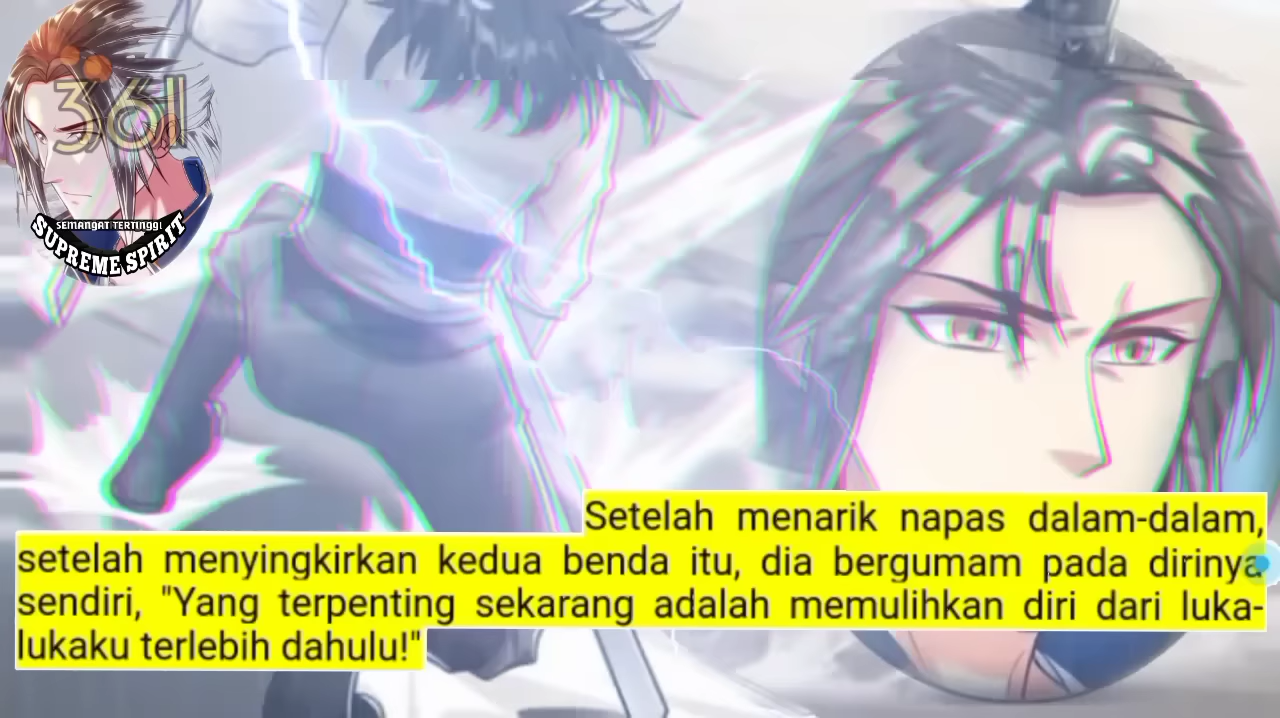 361
SEMANGAT TERTINGGI
SUPREME SPIRIT
Setelah menarik napas dalam-dalam,
setelah menyingkirkan kedua benda itu, dia bergumam pada dirinya
sendiri, "Yang terpenting sekarang adalah memulihkan diri dari luka-
lukaku terlebih dahulu!"